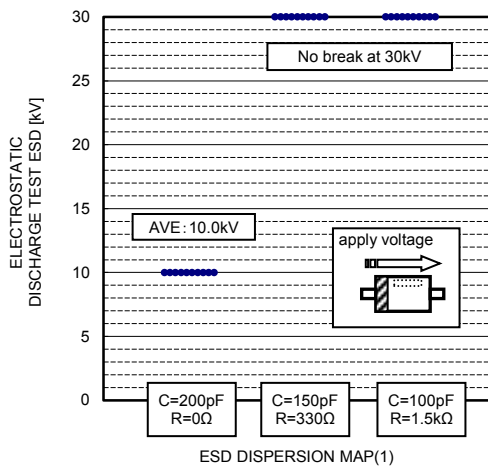 ELECTROSTATIC
DISCHARGE TEST ESD [kV]
30
25
20
15
10
5
0
No break at 30kV
AVE:10.0kV
apply voltage
C=200pF
R=0Ω
C=150pF
R=330Ω
C=100pF
R=1.5kΩ
ESD DISPERSION MAP(1)